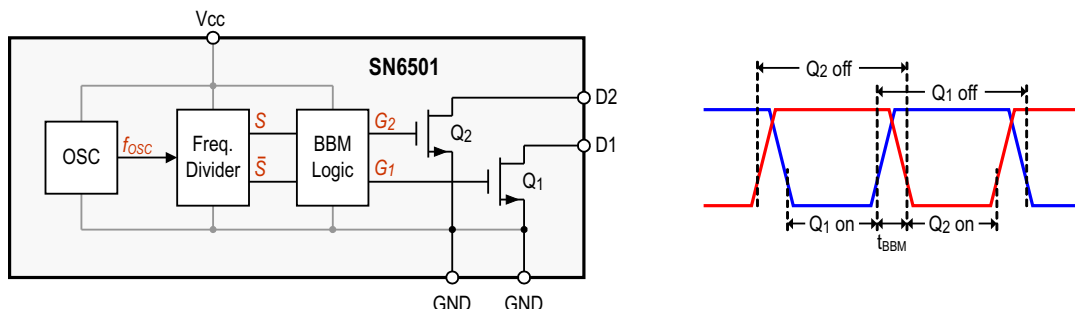 Vcc
SN6501
OSC
fOSC
Freq.
Divider
S
S̄
BBM
Logic
G2
G1
Q2
Q1
D2
D1
GND
GND
Q2 off
Q1 off
Q1 on
tBBM
Q2 on